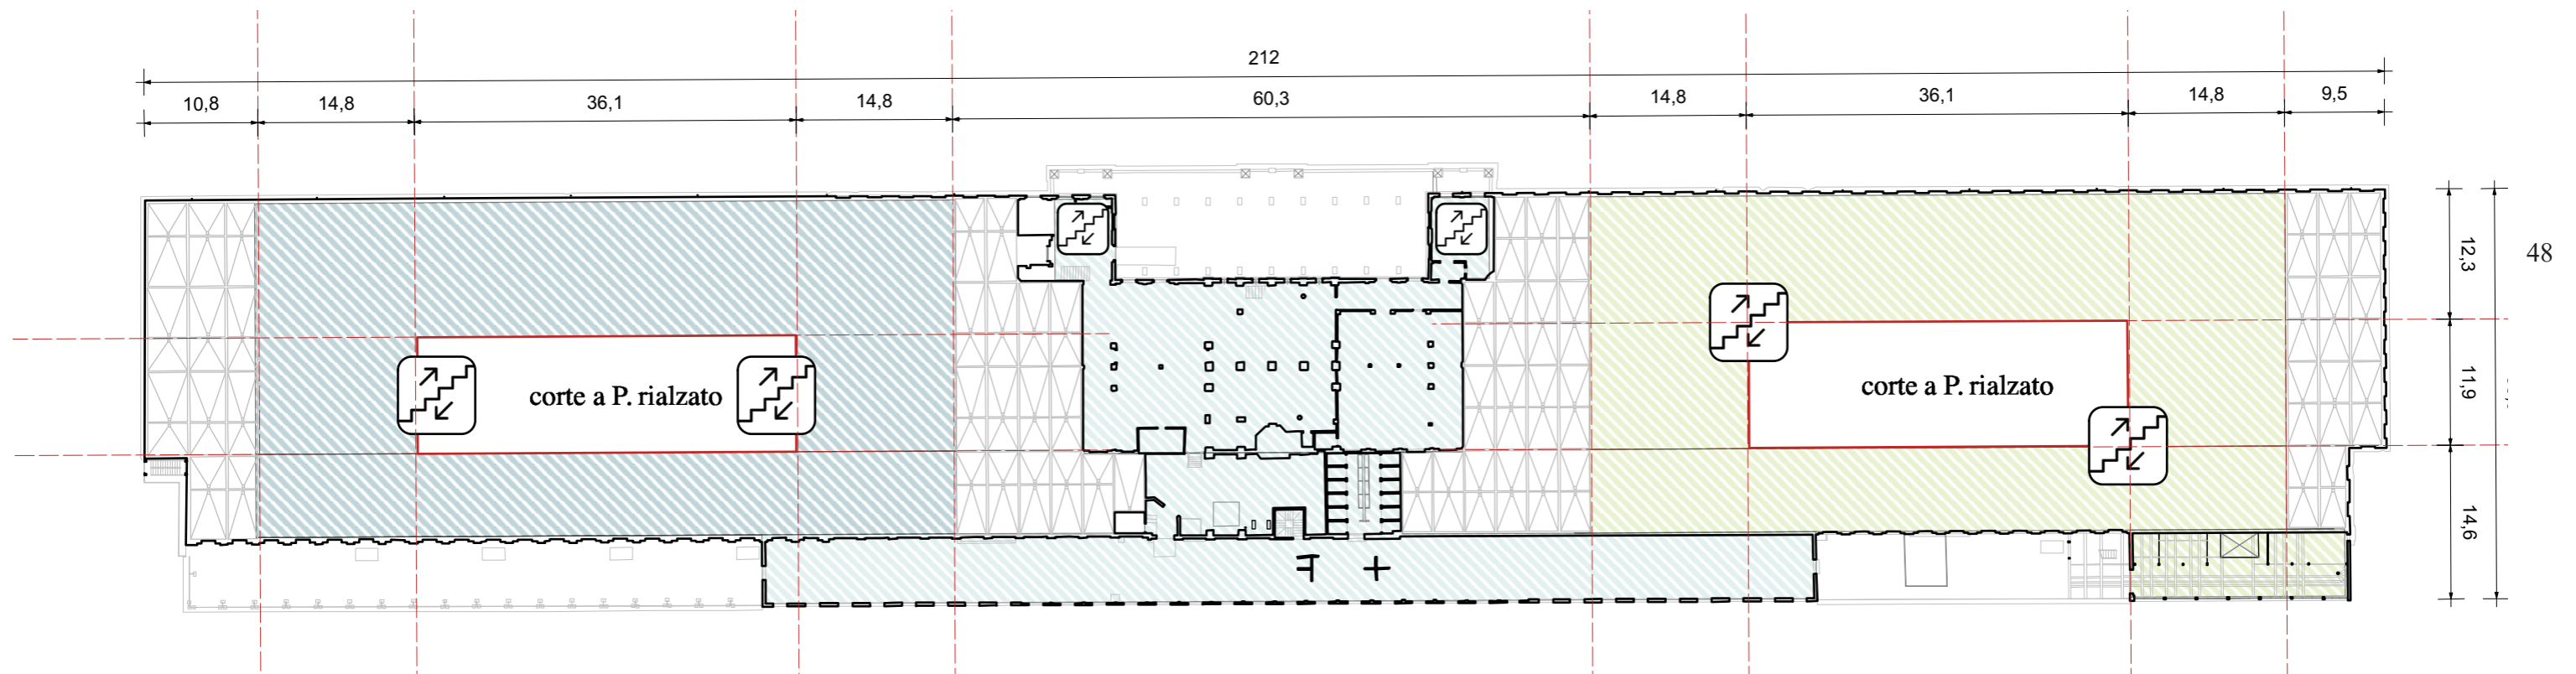 212
10,8 14,8 36,1 14,8 60,3 14,8 36,1 14,8 9,5
12,3
48
11,9
14,6
corte a P. rialzato
corte a P. rialzato